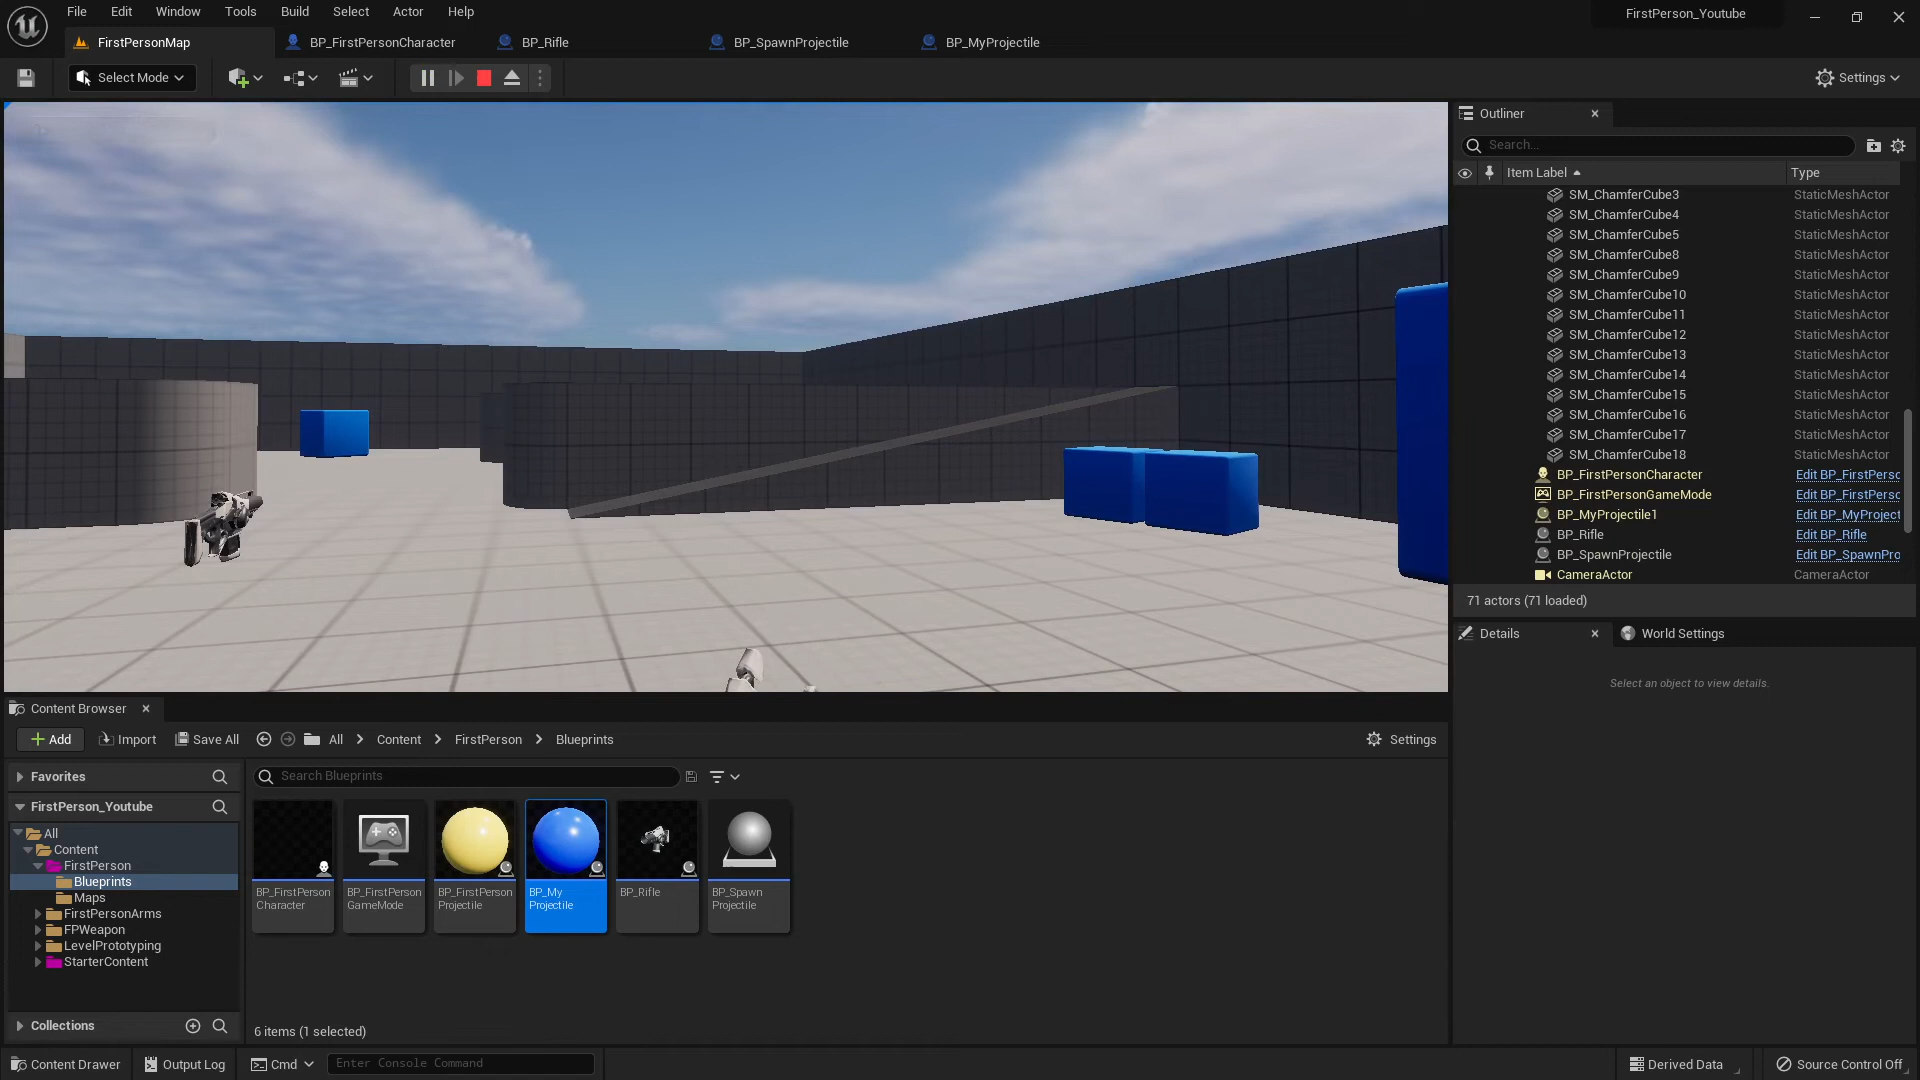 File Edit Window Tools Build Select Actor Help
FirstPerson_Youtube
FirstPersonMap BP_FirstPersonCharacter BP_Rifle BP_SpawnProjectile BP_MyProjectile
Select Mode
Settings
Outliner
Search...
Item Label Type
SM_ChamferCube3 StaticMeshActor
SM_ChamferCube4 StaticMeshActor
SM_ChamferCube5 StaticMeshActor
SM_ChamferCube8 StaticMeshActor
SM_ChamferCube9 StaticMeshActor
SM_ChamferCube10 StaticMeshActor
SM_ChamferCube11 StaticMeshActor
SM_ChamferCube12 StaticMeshActor
SM_ChamferCube13 StaticMeshActor
SM_ChamferCube14 StaticMeshActor
SM_ChamferCube15 StaticMeshActor
SM_ChamferCube16 StaticMeshActor
SM_ChamferCube17 StaticMeshActor
SM_ChamferCube18 StaticMeshActor
BP_FirstPersonCharacter Edit BP_FirstPersc
BP_FirstPersonGameMode Edit BP_FirstPersc
BP_MyProjectile1 Edit BP_MyProject
BP_Rifle Edit BP_Rifle
BP_SpawnProjectile Edit BP_SpawnPro
CameraActor CameraActor
71 actors (71 loaded)
Details World Settings
Select an object to view details.
Content Browser
Add Import Save All All > Content > FirstPerson > Blueprints Settings
Favorites
Search Blueprints
FirstPerson_Youtube
All
Content
FirstPerson
Blueprints
Maps
FirstPersonArms
FPWeapon
LevelPrototyping
StarterContent
BP_FirstPerson BP_FirstPerson BP_FirstPerson BP_My BP_Rifle BP_Spawn
Character GameMode Projectile Projectile Projectile
Collections
6 items (1 selected)
Content Drawer Output Log Cmd Enter Console Command Derived Data Source Control Off